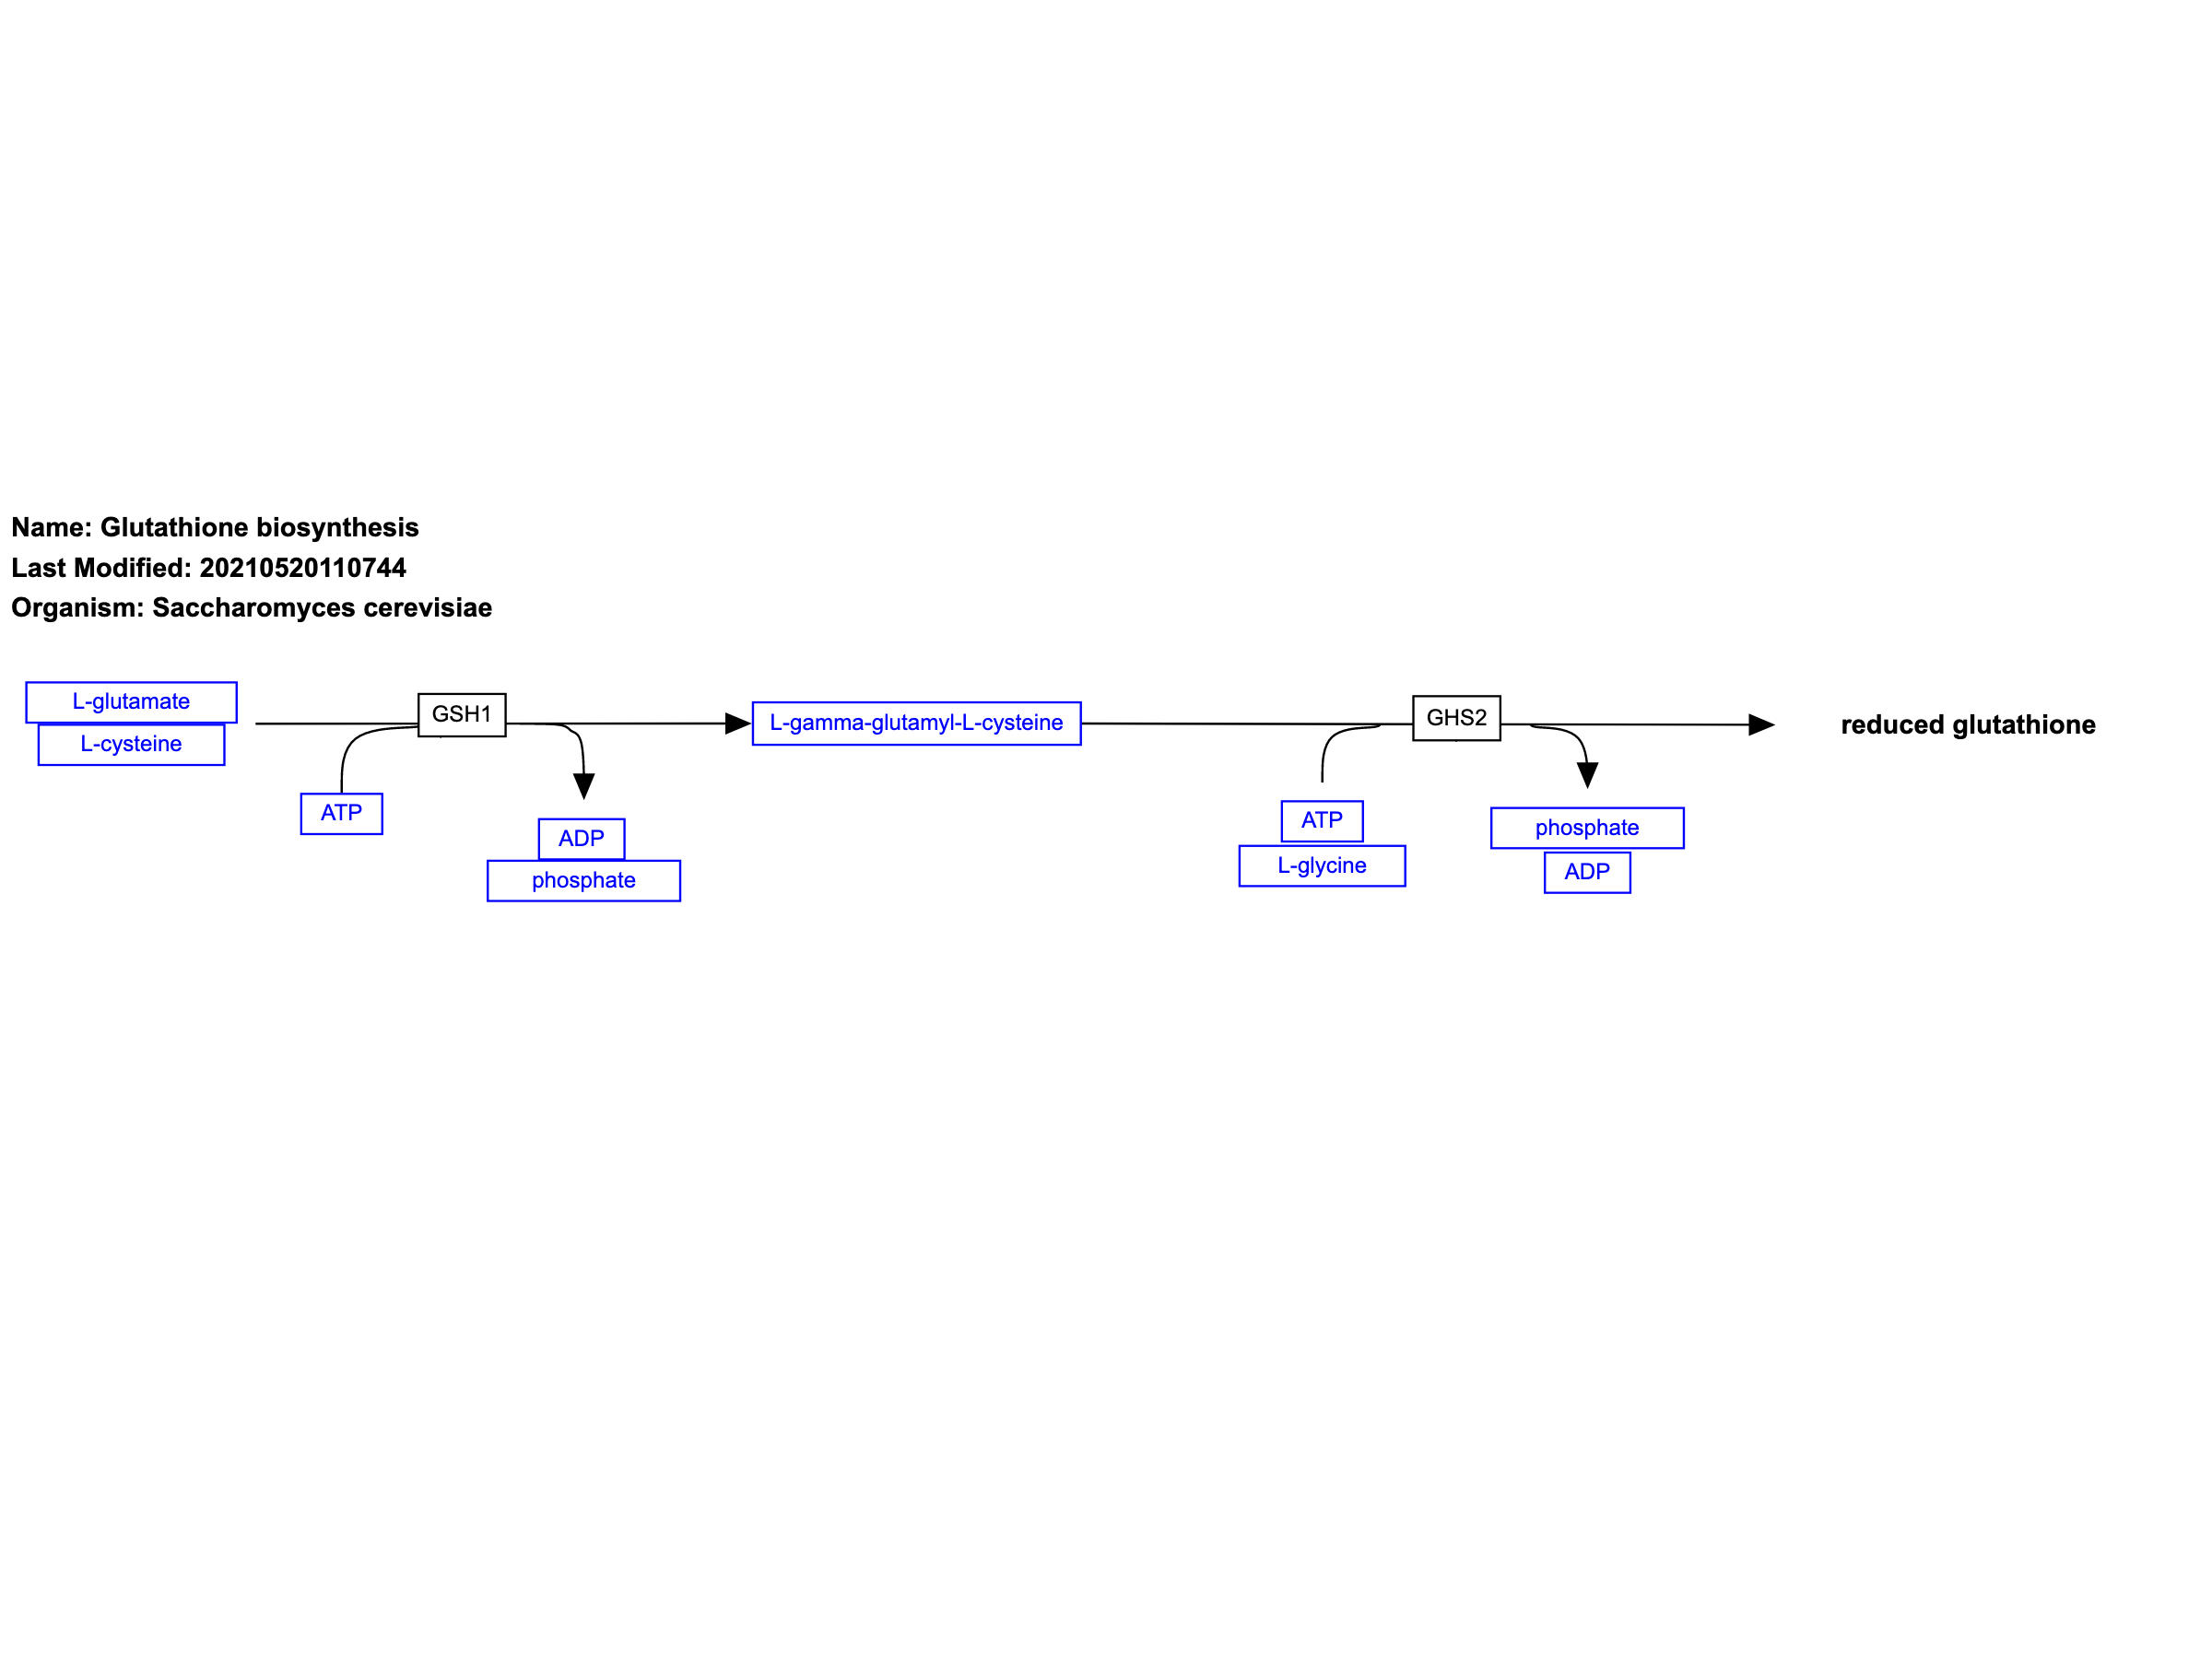 Name: Glutathione biosynthesis
Last Modified: 20210520110744
Organism: Saccharomyces cerevisiae
L-glutamate
L-cysteine
GSH1
ATP
ADP
phosphate
L-gamma-glutamyl-L-cysteine
GHS2
ATP
L-glycine
phosphate
ADP
reduced glutathione